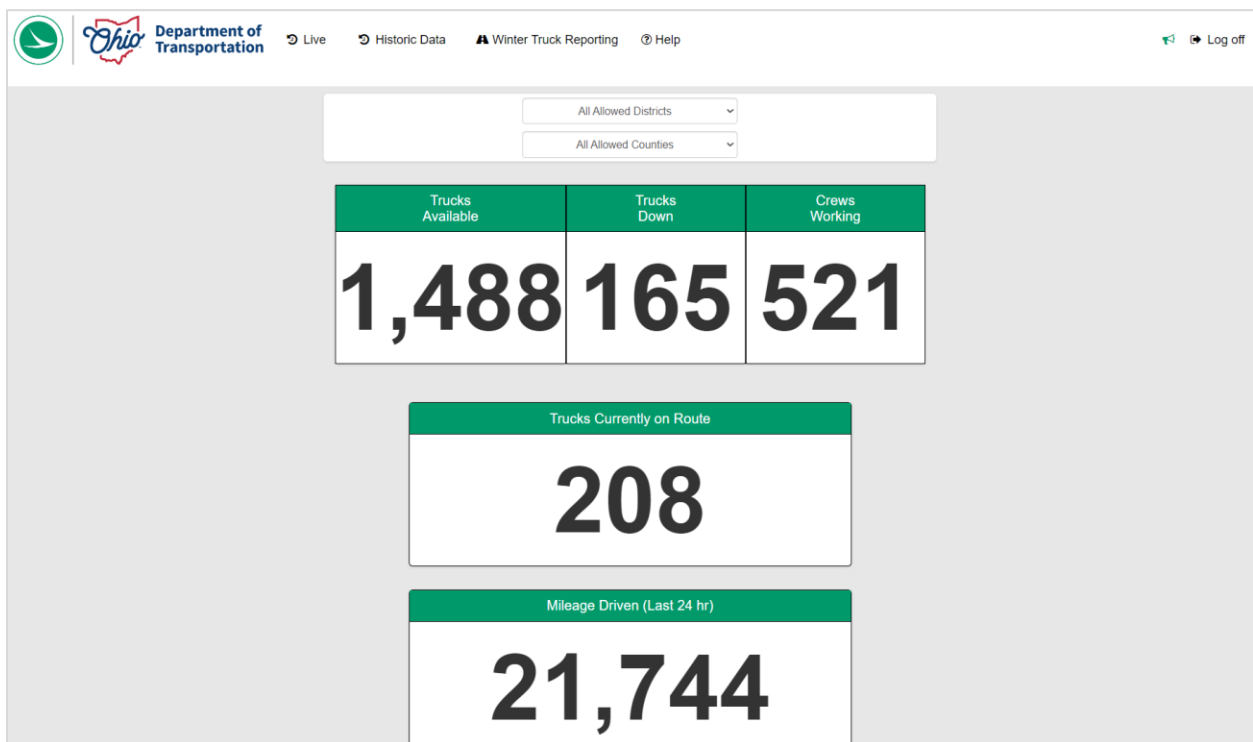 Ohio
Department of
Transportation
Live
Historic Data
Winter Truck Reporting
Help
Log off
All Allowed Districts
All Allowed Counties
Trucks
Available
Trucks
Down
Crews
Working
1,488
165
521
Trucks Currently on Route
208
Mileage Driven (Last 24 hr)
21,744